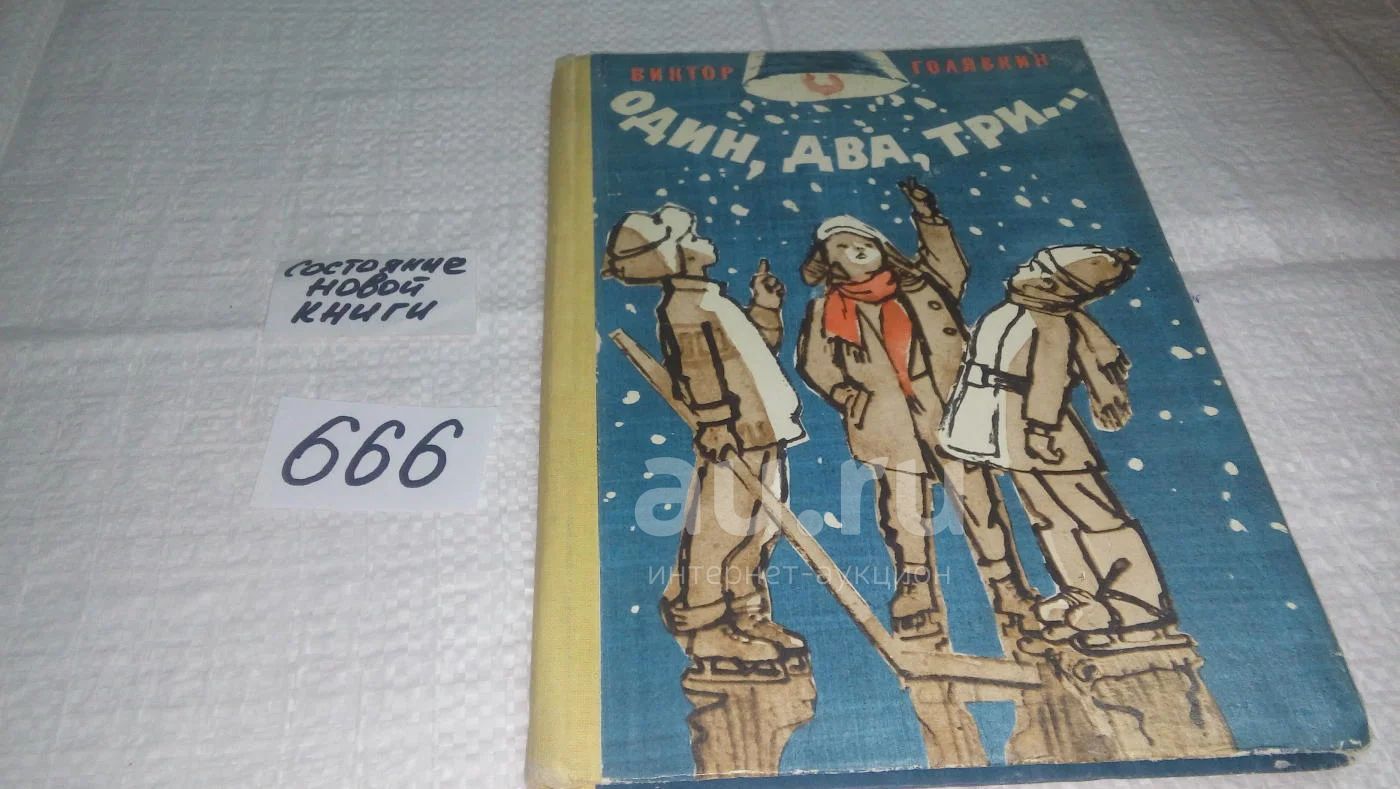 ВИКТОР ГОЛЯВКИН
ОДИН, ДВА, ТРИ...
СОСТОЯНИЕ
НОВОЙ
КНИГИ
666
au.ru
интернет-аукцион